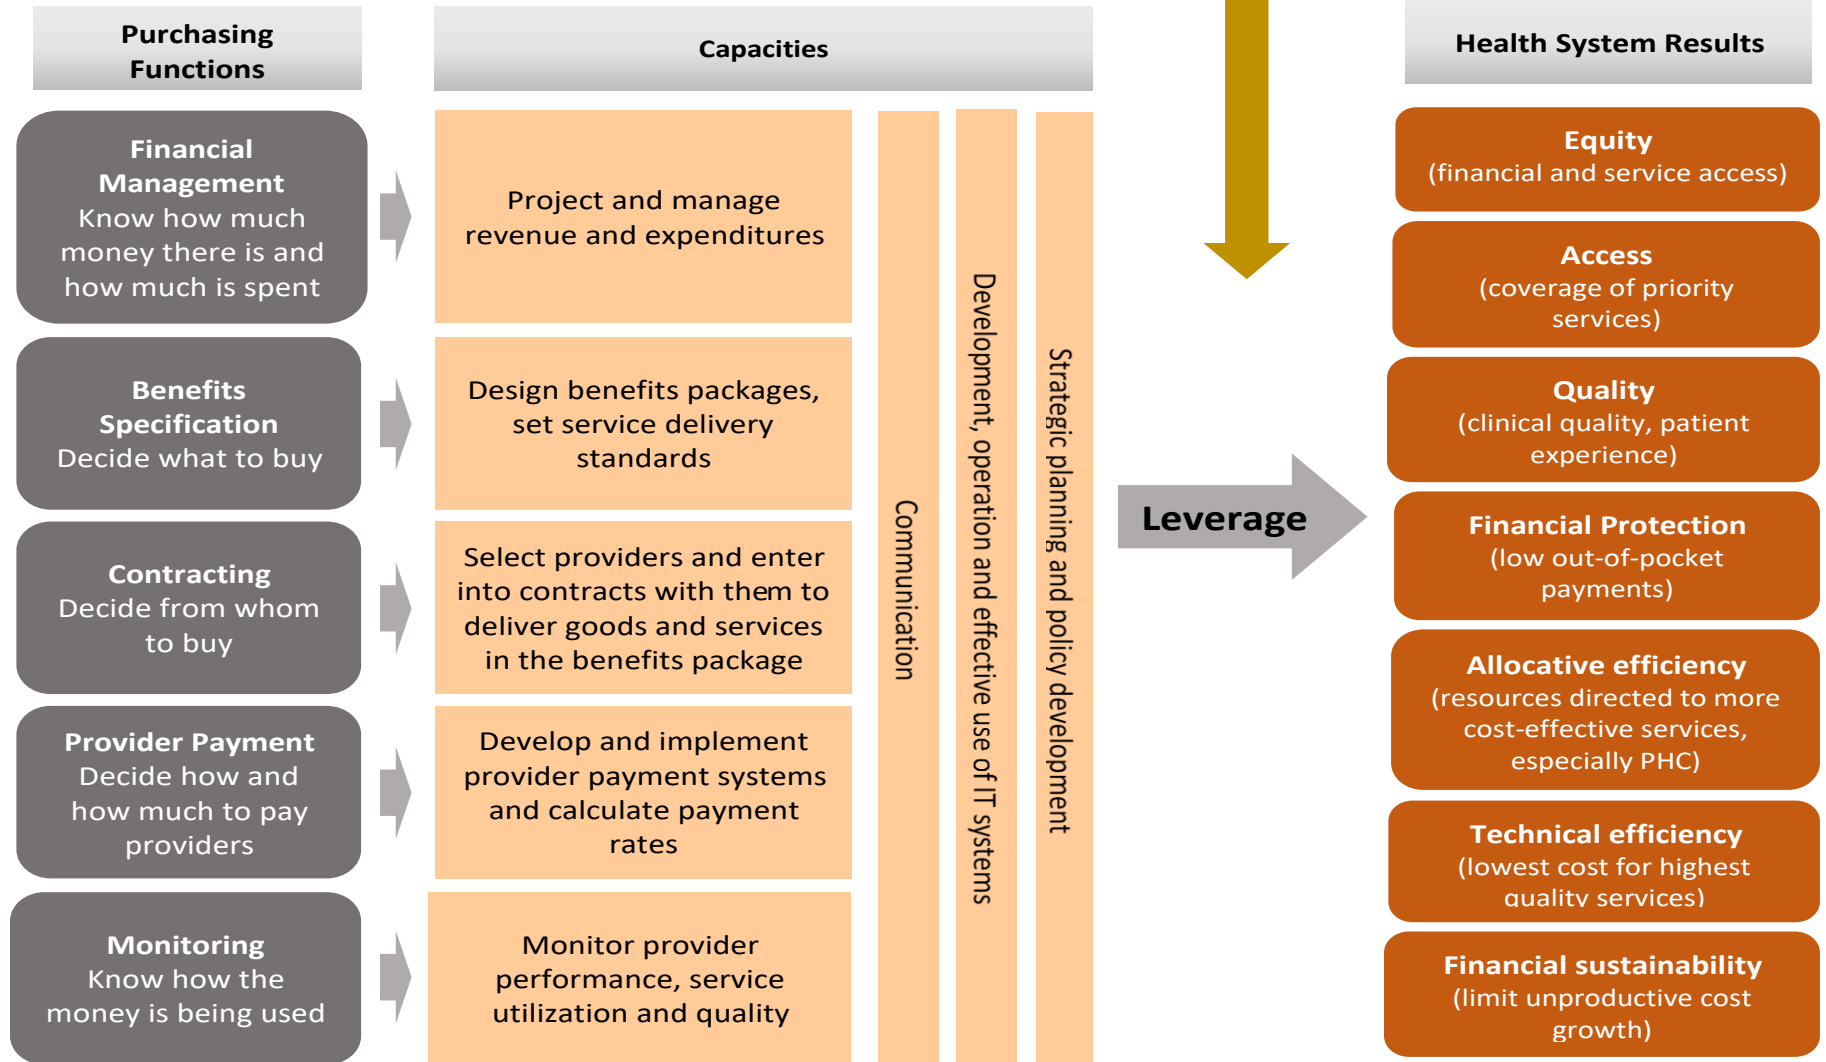 Purchasing
Functions
Capacities
Health System Results
Financial
Management
Know how much
money there is and
how much is spent
Project and manage
revenue and expenditures
Benefits
Specification
Decide what to buy
Design benefits packages,
set service delivery
standards
Contracting
Decide from whom
to buy
Select providers and enter
into contracts with them to
deliver goods and services
in the benefits package
Provider Payment
Decide how and
how much to pay
providers
Develop and implement
provider payment systems
and calculate payment
rates
Monitoring
Know how the
money is being used
Monitor provider
performance, service
utilization and quality
Communication
Development, operation and effective use of IT systems
Strategic planning and policy development
Leverage
Equity
(financial and service access)
Access
(coverage of priority
services)
Quality
(clinical quality, patient
experience)
Financial Protection
(low out-of-pocket
payments)
Allocative efficiency
(resources directed to more
cost-effective services,
especially PHC)
Technical efficiency
(lowest cost for highest
quality services)
Financial sustainability
(limit unproductive cost
growth)